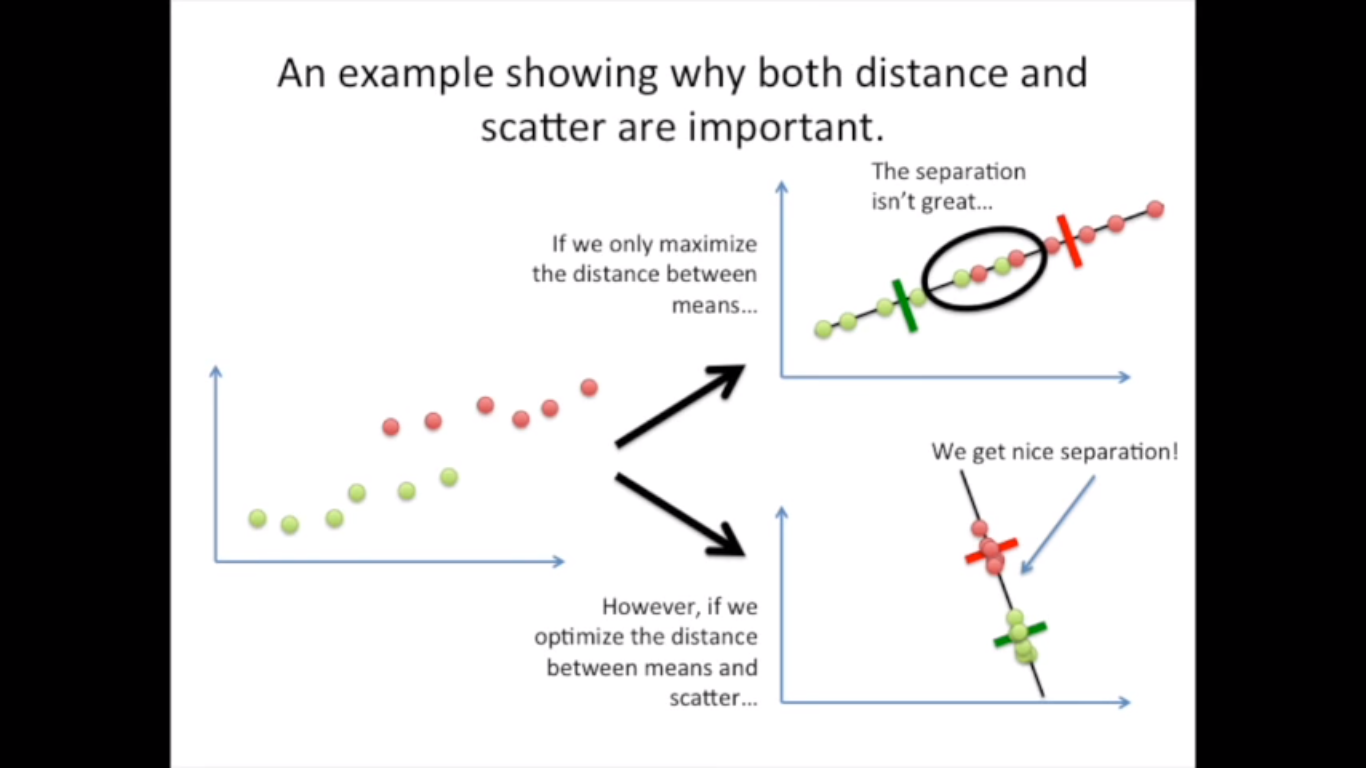 An example showing why both distance and
scatter are important.
The separation
isn't great...
If we only maximize
the distance between
means...
We get nice separation!
However, if we
optimize the distance
between means and
scatter...